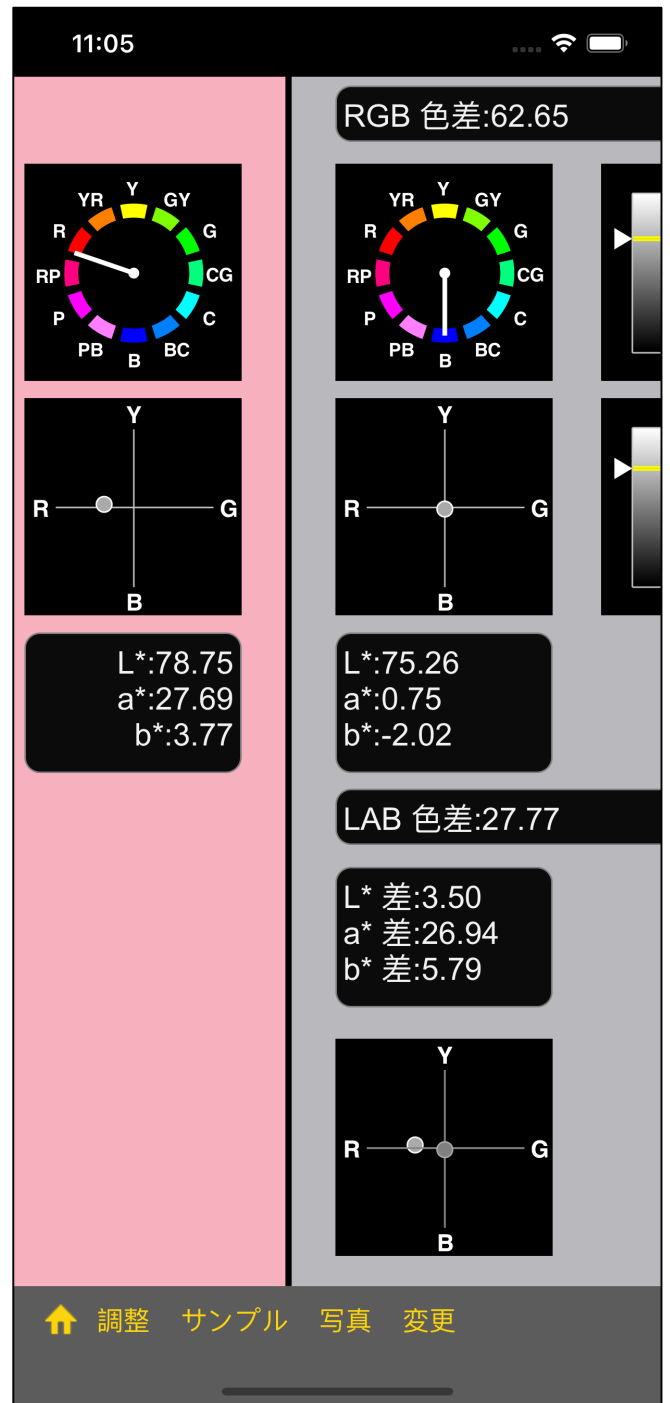 11:05
RGB 色差:62.65
Y
YR
GY
R
G
RP
CG
P
C
PB
BC
B
Y
YR
GY
R
G
RP
CG
P
C
PB
BC
B
Y
R
G
B
Y
R
G
B
L*:78.75
a*:27.69
b*:3.77
L*:75.26
a*:0.75
b*:-2.02
LAB 色差:27.77
L* 差:3.50
a* 差:26.94
b* 差:5.79
Y
R
G
B
調整 サンプル 写真 変更